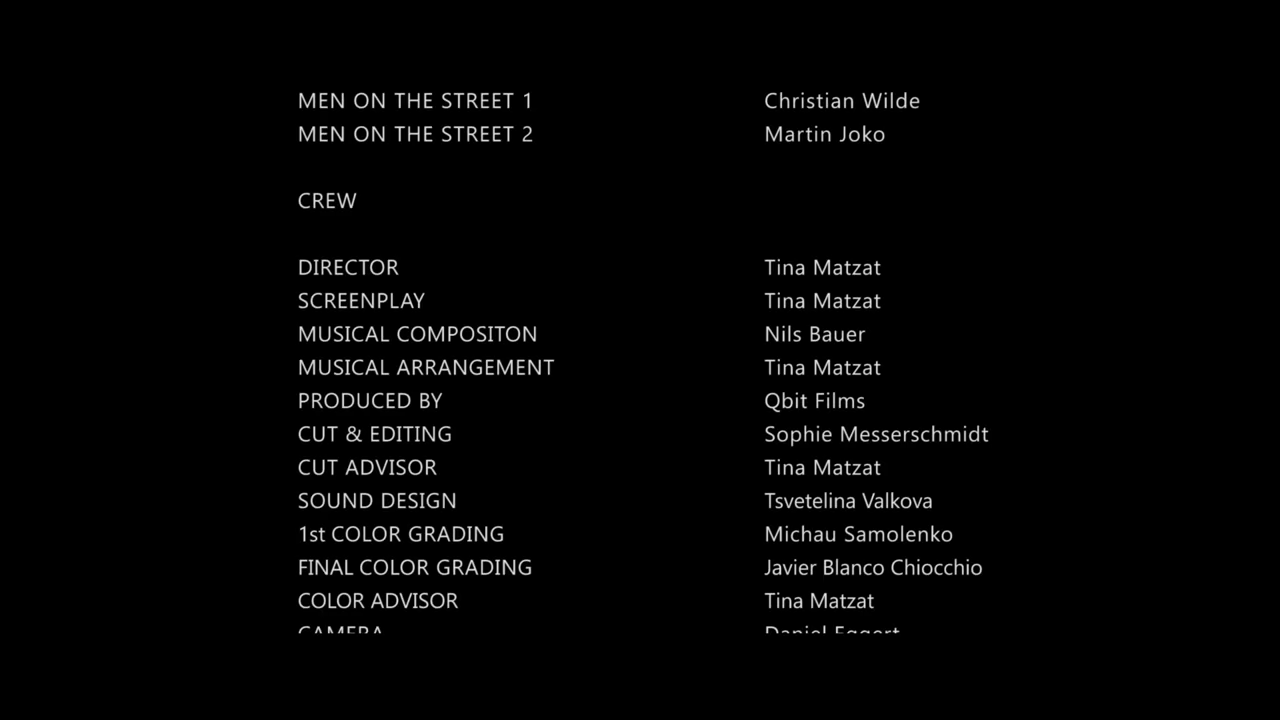 MEN ON THE STREET 1 Christian Wilde
MEN ON THE STREET 2 Martin Joko
CREW
DIRECTOR Tina Matzat
SCREENPLAY Tina Matzat
MUSICAL COMPOSITON Nils Bauer
MUSICAL ARRANGEMENT Tina Matzat
PRODUCED BY Qbit Films
CUT & EDITING Sophie Messerschmidt
CUT ADVISOR Tina Matzat
SOUND DESIGN Tsvetelina Valkova
1st COLOR GRADING Michau Samolenko
FINAL COLOR GRADING Javier Blanco Chiocchio
COLOR ADVISOR Tina Matzat
CAMERA Daniel Eggert